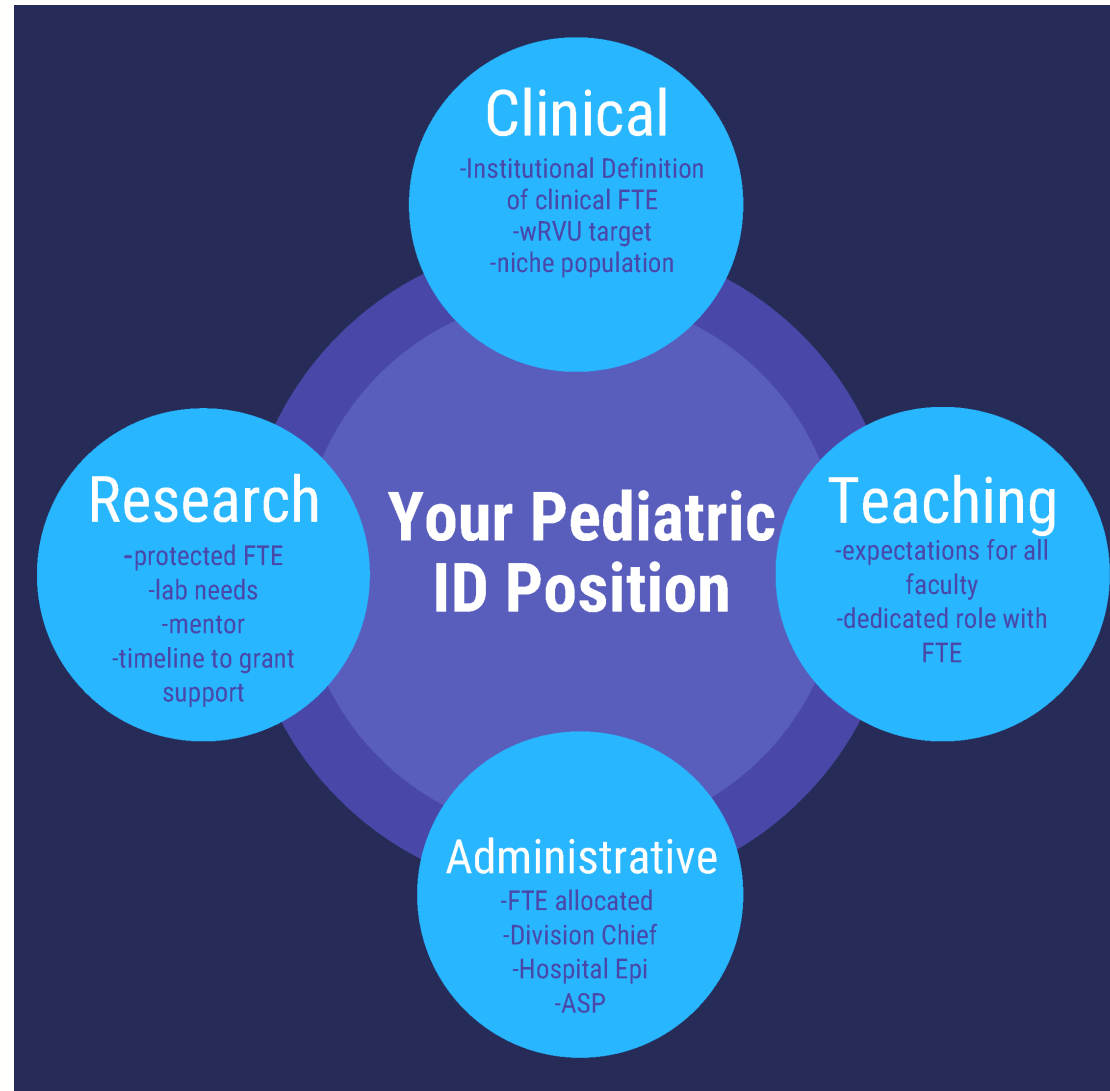 Clinical
-Institutional Definition
of clinical FTE
-wRVU target
-niche population
Research
-protected FTE
-lab needs
-mentor
-timeline to grant
support
Your Pediatric
ID Position
Teaching
-expectations for all
faculty
-dedicated role with
FTE
Administrative
-FTE allocated
-Division Chief
-Hospital Epi
-ASP